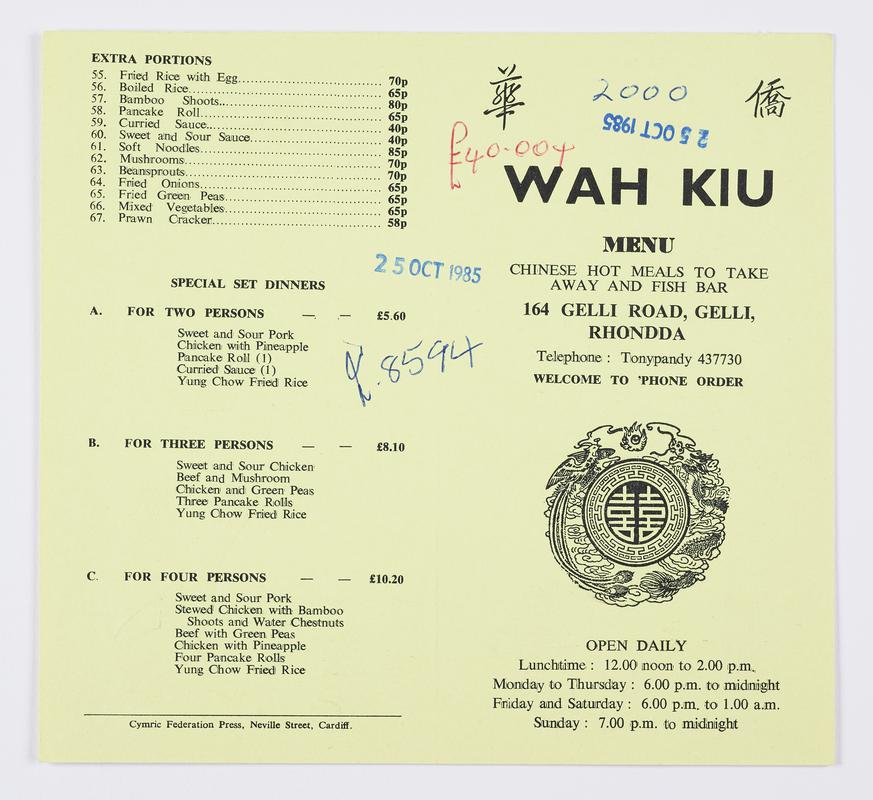 EXTRA PORTIONS
55. Fried Rice with Egg 70p
56. Boiled Rice 65p
57. Bamboo Shoots 80p
58. Pancake Roll 65p
59. Curried Sauce 40p
60. Sweet and Sour Sauce 40p
61. Soft Noodles 85p
62. Mushrooms 70p
63. Beansprouts 70p
64. Fried Onions 65p
65. Fried Green Peas 65p
66. Mixed Vegetables 65p
67. Prawn Cracker 58p
SPECIAL SET DINNERS
25 OCT 1985
A. FOR TWO PERSONS — — £5.60
Sweet and Sour Pork
Chicken with Pineapple
Pancake Roll (1)
Curried Sauce (1)
Yung Chow Fried Rice
8594
B. FOR THREE PERSONS — — £8.10
Sweet and Sour Chicken
Beef and Mushroom
Chicken and Green Peas
Three Pancake Rolls
Yung Chow Fried Rice
C. FOR FOUR PERSONS — — £10.20
Sweet and Sour Pork
Stewed Chicken with Bamboo
Shoots and Water Chestnuts
Beef with Green Peas
Chicken with Pineapple
Four Pancake Rolls
Yung Chow Fried Rice
Cymric Federation Press, Neville Street, Cardiff.
華 2000 僑
25 OCT 1985
£40.00
WAH KIU
MENU
CHINESE HOT MEALS TO TAKE
AWAY AND FISH BAR
164 GELLI ROAD, GELLI,
RHONDDA
Telephone : Tonypandy 437730
WELCOME TO 'PHONE ORDER
OPEN DAILY
Lunchtime : 12.00 noon to 2.00 p.m.
Monday to Thursday : 6.00 p.m. to midnight
Friday and Saturday : 6.00 p.m. to 1.00 a.m.
Sunday : 7.00 p.m. to midnight